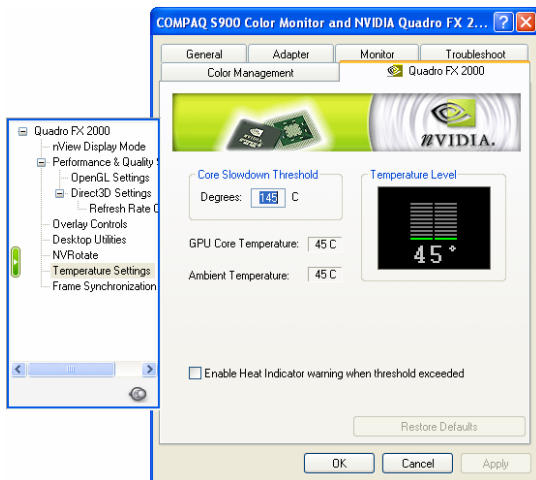 COMPAQ S900 Color Monitor and NVIDIA Quadro FX 2...
General
Adapter
Monitor
Troubleshoot
Color Management
Quadro FX 2000
NVIDIA.
Quadro FX 2000
nView Display Mode
Performance & Quality
OpenGL Settings
Direct3D Settings
Refresh Rate
Overlay Controls
Desktop Utilities
NVRotate
Temperature Settings
Frame Synchronization
Core Slowdown Threshold
Degrees: 145 C
Temperature Level
45°
GPU Core Temperature: 45 C
Ambient Temperature: 45 C
Enable Heat Indicator warning when threshold exceeded
Restore Defaults
OK
Cancel
Apply